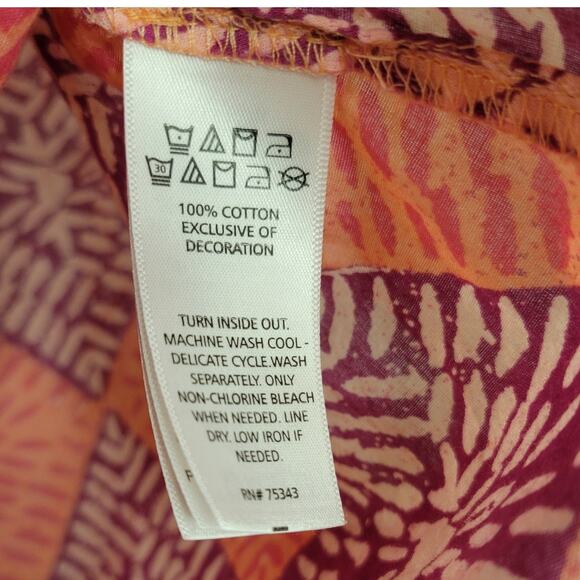 30
100% COTTON
EXCLUSIVE OF
DECORATION
TURN INSIDE OUT.
MACHINE WASH COOL -
DELICATE CYCLE.WASH
SEPARATELY. ONLY
NON-CHLORINE BLEACH
WHEN NEEDED. LINE
DRY. LOW IRON IF
NEEDED.
F
RN# 75343